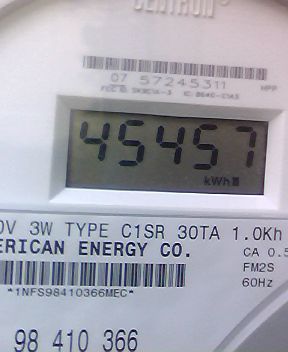 CENTRON®
07 57245311
45457
kWh
0V 3W TYPE C1SR 30TA 1.0Kh
ERICAN ENERGY CO.
CA 0.5
FM2S
60Hz
*1NFS98410366MEC*
98 410 366